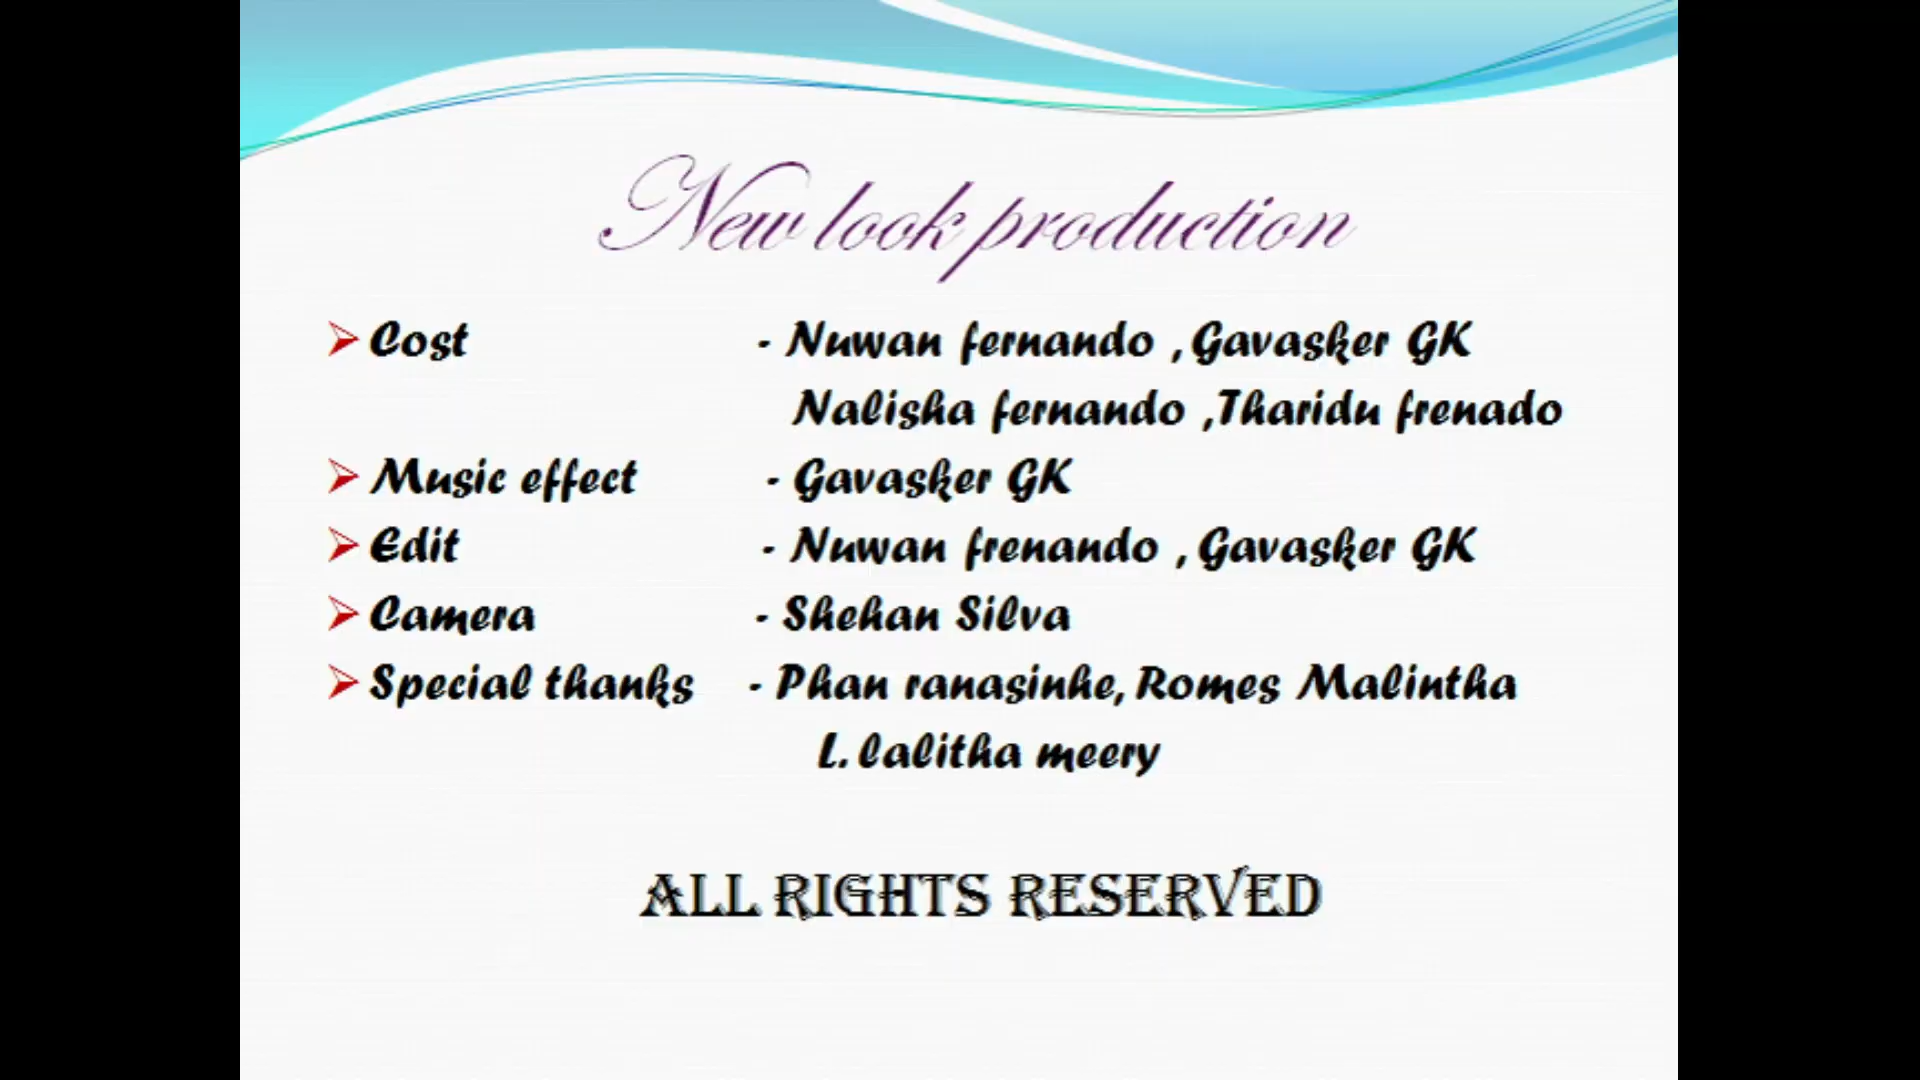 New look production
Cost - Nuwan fernando , Gavasker GK
Nalisha fernando ,Tharidu frenado
Music effect - Gavasker GK
Edit - Nuwan frenando , Gavasker GK
Camera - Shehan Silva
Special thanks - Phan ranasinhe, Romes Malintha
L. lalitha meery
ALL RIGHTS RESERVED